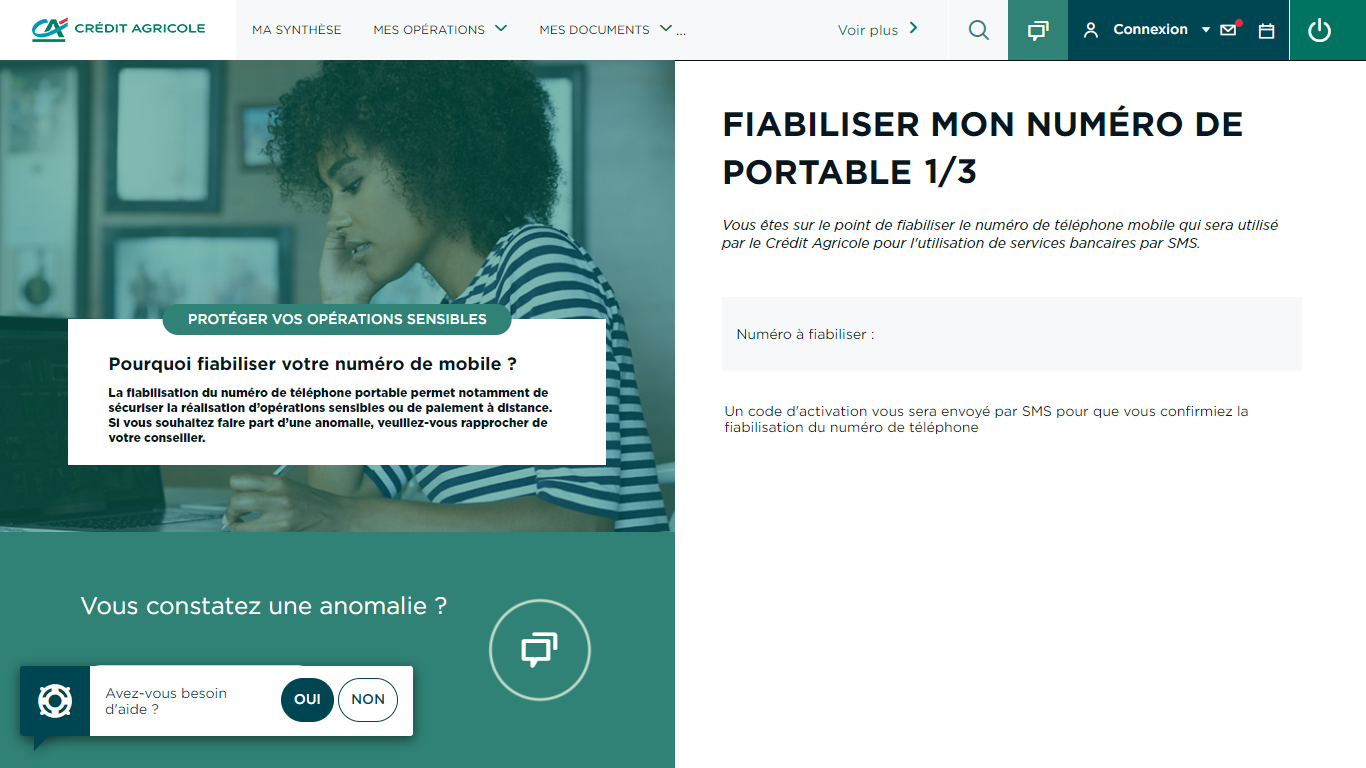 CRÉDIT AGRICOLE
MA SYNTHÈSE
MES OPÉRATIONS
MES DOCUMENTS
...
Voir plus
Connexion
PROTÉGER VOS OPÉRATIONS SENSIBLES
Pourquoi fiabiliser votre numéro de mobile ?
La fiabilisation du numéro de téléphone portable permet notamment de
sécuriser la réalisation d’opérations sensibles ou de paiement à distance.
Si vous souhaitez faire part d’une anomalie, veuillez-vous rapprocher de
votre conseiller.
Vous constatez une anomalie ?
Avez-vous besoin
d'aide ?
OUI
NON
FIABILISER MON NUMÉRO DE
PORTABLE 1/3
Vous êtes sur le point de fiabiliser le numéro de téléphone mobile qui sera utilisé
par le Crédit Agricole pour l'utilisation de services bancaires par SMS.
Numéro à fiabiliser :
Un code d'activation vous sera envoyé par SMS pour que vous confirmiez la
fiabilisation du numéro de téléphone